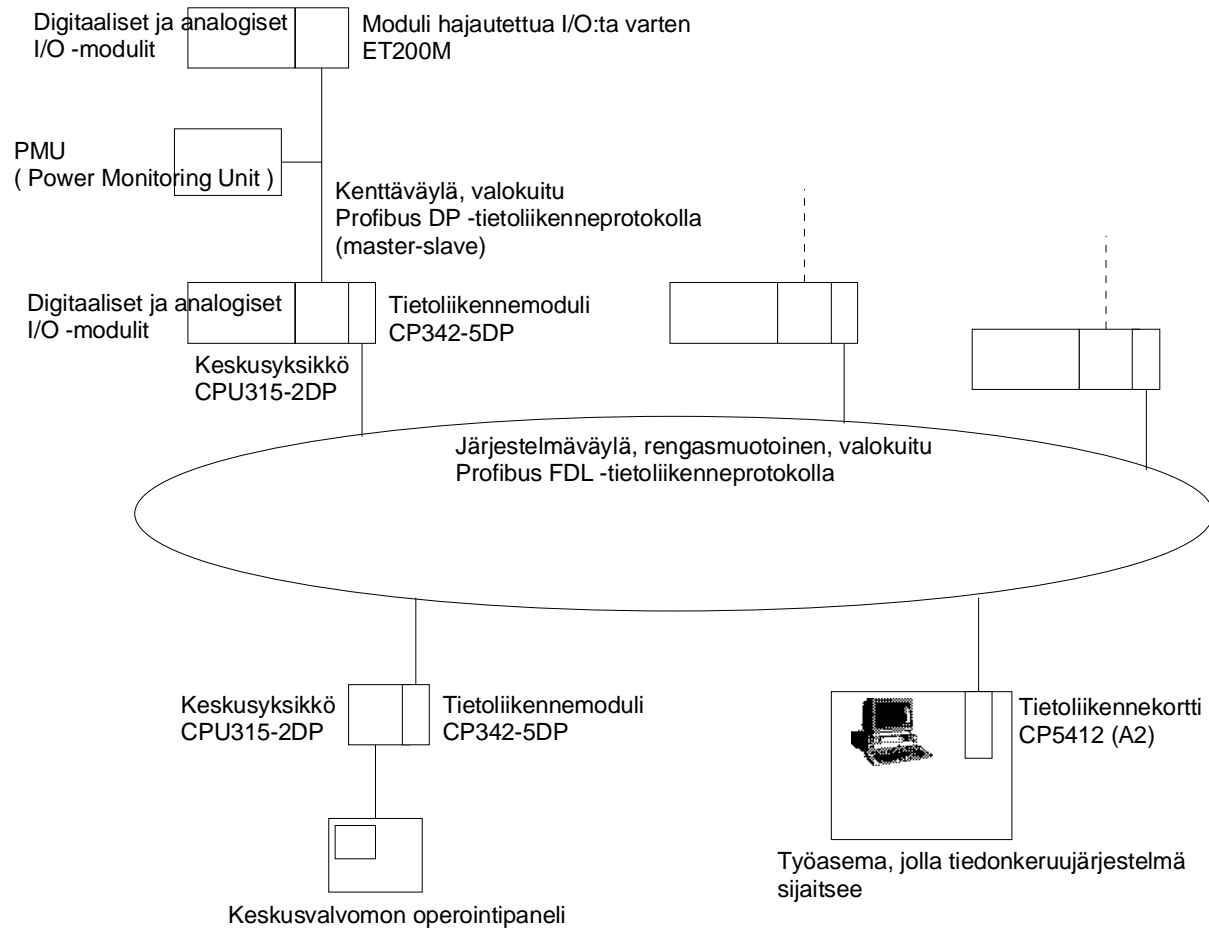 Digitaaliset ja analogiset
I/O -modulit
Moduli hajautettua I/O:ta varten
ET200M
PMU
( Power Monitoring Unit )
Kenttäväylä, valokuitu
Profibus DP -tietoliikenneprotokolla
(master-slave)
Digitaaliset ja analogiset
I/O -modulit
Tietoliikennemoduli
CP342-5DP
Keskusyksikkö
CPU315-2DP
Järjestelmäväylä, rengasmuotoinen, valokuitu
Profibus FDL -tietoliikenneprotokolla
Keskusyksikkö
CPU315-2DP
Tietoliikennemoduli
CP342-5DP
Tietoliikennekortti
CP5412 (A2)
Työasema, jolla tiedonkeruujärjestelmä
sijaitsee
Keskusvalvomon operointipaneli